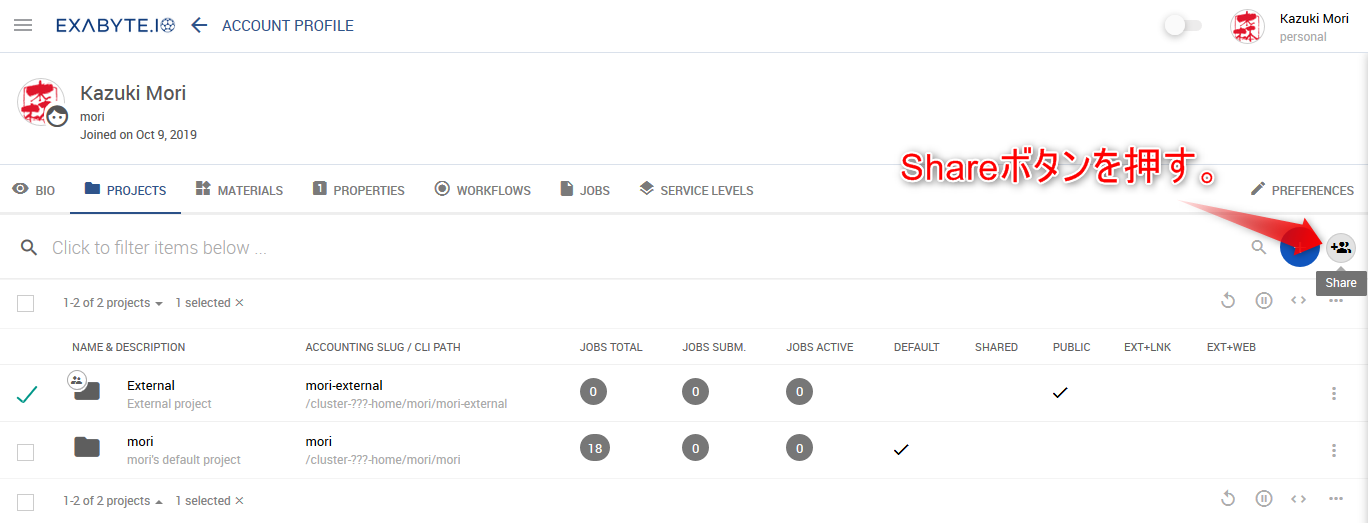 EXABYTE.IO ACCOUNT PROFILE
Kazuki Mori
personal
Kazuki Mori
mori
Joined on Oct 9, 2019
Shareボタンを押す。
BIO PROJECTS MATERIALS 1 PROPERTIES WORKFLOWS JOBS SERVICE LEVELS PREFERENCES
Click to filter items below ...
Share
1-2 of 2 projects 1 selected ×
NAME & DESCRIPTION ACCOUNTING SLUG / CLI PATH JOBS TOTAL JOBS SUBM. JOBS ACTIVE DEFAULT SHARED PUBLIC EXT+LNK EXT+WEB
External mori-external 0 0 0
External project /cluster-???-home/mori/mori-external
mori mori 18 0 0
mori's default project /cluster-???-home/mori/mori
1-2 of 2 projects 1 selected ×